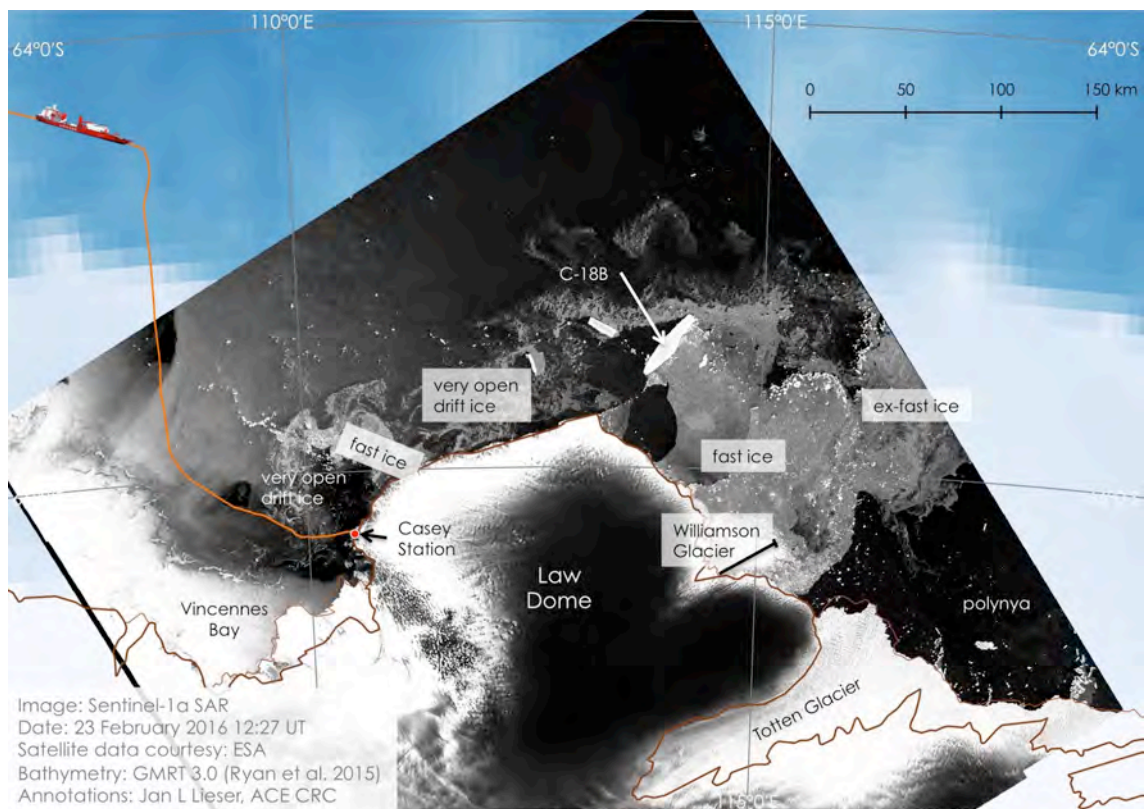 110°0'E
115°0'E
64°0'S
64°0'S
0
50
100
150 km
C-18B
very open
drift ice
ex-fast ice
fast ice
fast ice
very open
drift ice
Casey
Station
Williamson
Glacier
Law
Dome
Vincennes
Bay
polynya
Totten Glacier
Image: Sentinel-1a SAR
Date: 23 February 2016 12:27 UT
Satellite data courtesy: ESA
Bathymetry: GMRT 3.0 (Ryan et al. 2015)
Annotations: Jan L Lieser, ACE CRC
115°0'E